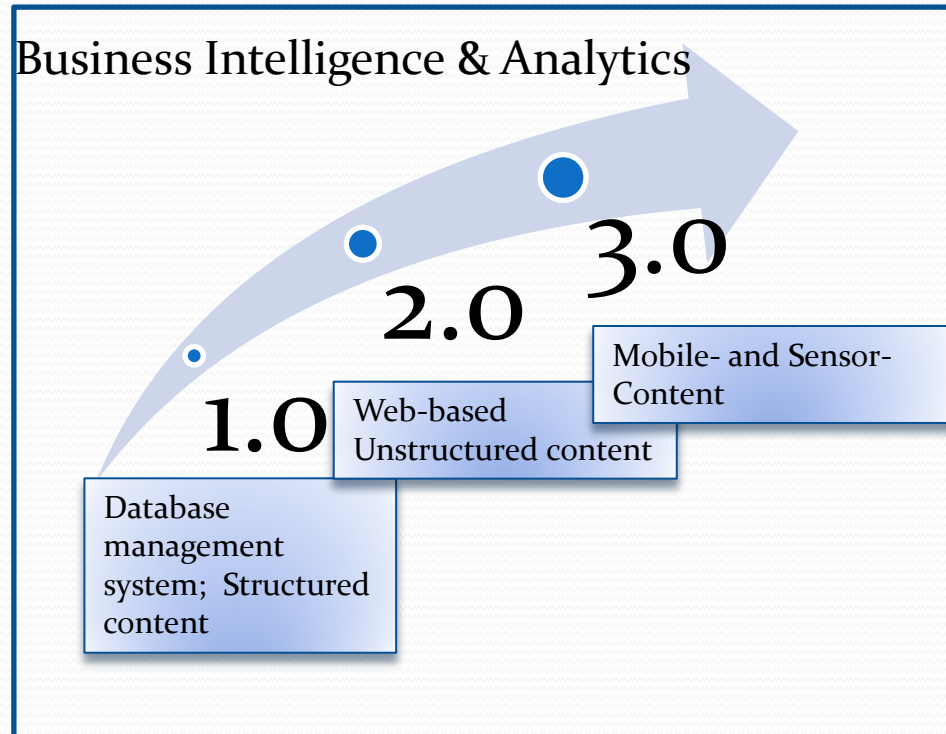 Business Intelligence & Analytics
3.0
2.0
1.0
Mobile- and Sensor-
Content
Web-based
Unstructured content
Database
management
system;  Structured
content